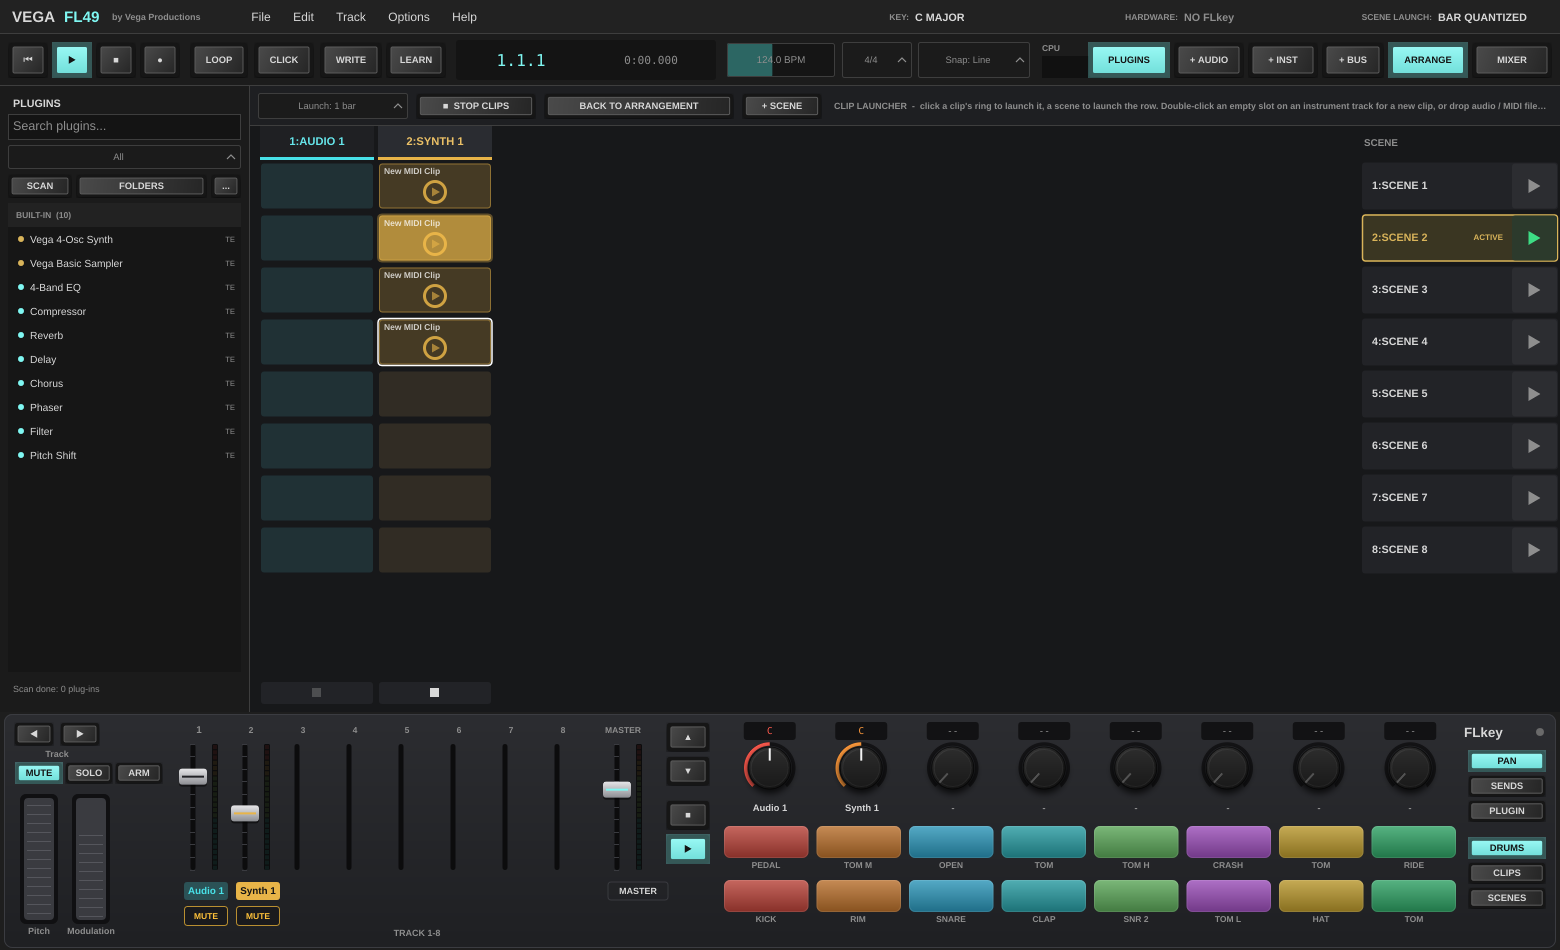 VEGA FL49 by Vega Productions File Edit Track Options Help KEY: C MAJOR HARDWARE: NO FLkey SCENE LAUNCH: BAR QUANTIZED
LOOP CLICK WRITE LEARN 1.1.1 0:00.000 124.0 BPM 4/4 Snap: Line CPU PLUGINS + AUDIO + INST + BUS ARRANGE MIXER
PLUGINS
Search plugins...
All
SCAN FOLDERS ...
BUILT-IN (10)
Vega 4-Osc Synth TE
Vega Basic Sampler TE
4-Band EQ TE
Compressor TE
Reverb TE
Delay TE
Chorus TE
Phaser TE
Filter TE
Pitch Shift TE
Scan done: 0 plug-ins
Launch: 1 bar STOP CLIPS BACK TO ARRANGEMENT + SCENE CLIP LAUNCHER - click a clip's ring to launch it, a scene to launch the row. Double-click an empty slot on an instrument track for a new clip, or drop audio / MIDI file...
1:AUDIO 1 2:SYNTH 1 SCENE
New MIDI Clip 1:SCENE 1
New MIDI Clip 2:SCENE 2 ACTIVE
New MIDI Clip 3:SCENE 3
New MIDI Clip 4:SCENE 4
5:SCENE 5
6:SCENE 6
7:SCENE 7
8:SCENE 8
Track
MUTE SOLO ARM
Pitch Modulation
1 2 3 4 5 6 7 8 MASTER
Audio 1 Synth 1 MASTER
MUTE MUTE
TRACK 1-8
C C -- -- -- -- -- --
Audio 1 Synth 1 - - - - - -
PEDAL TOM M OPEN TOM TOM H CRASH TOM RIDE
KICK RIM SNARE CLAP SNR 2 TOM L HAT TOM
FLkey
PAN
SENDS
PLUGIN
DRUMS
CLIPS
SCENES